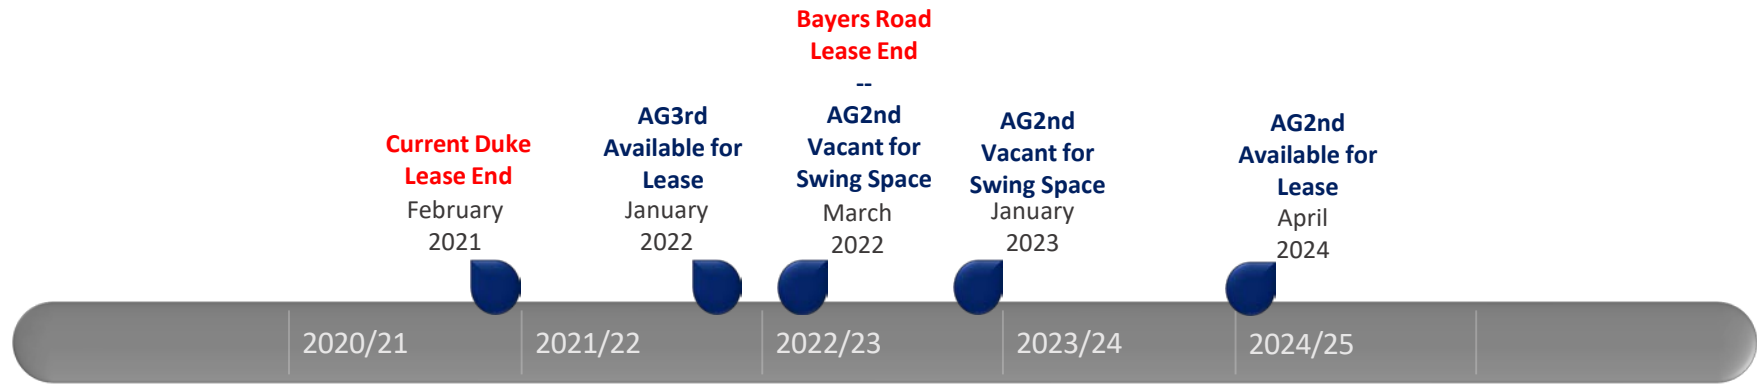 Current Duke
Lease End
February
2021
AG3rd
Available for
Lease
January
2022
Bayers Road
Lease End
--
AG2nd
Vacant for
Swing Space
March
2022
AG2nd
Vacant for
Swing Space
January
2023
AG2nd
Available for
Lease
April
2024
2020/21
2021/22
2022/23
2023/24
2024/25